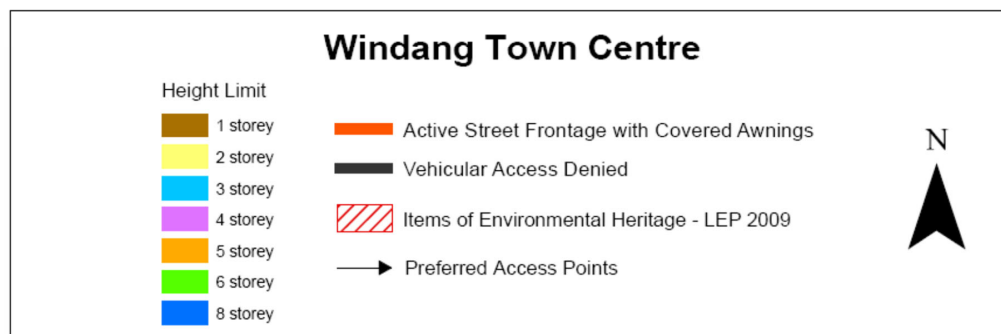 Windang Town Centre
Height Limit
1 storey
2 storey
3 storey
4 storey
5 storey
6 storey
8 storey
Active Street Frontage with Covered Awnings
Vehicular Access Denied
Items of Environmental Heritage - LEP 2009
Preferred Access Points
N